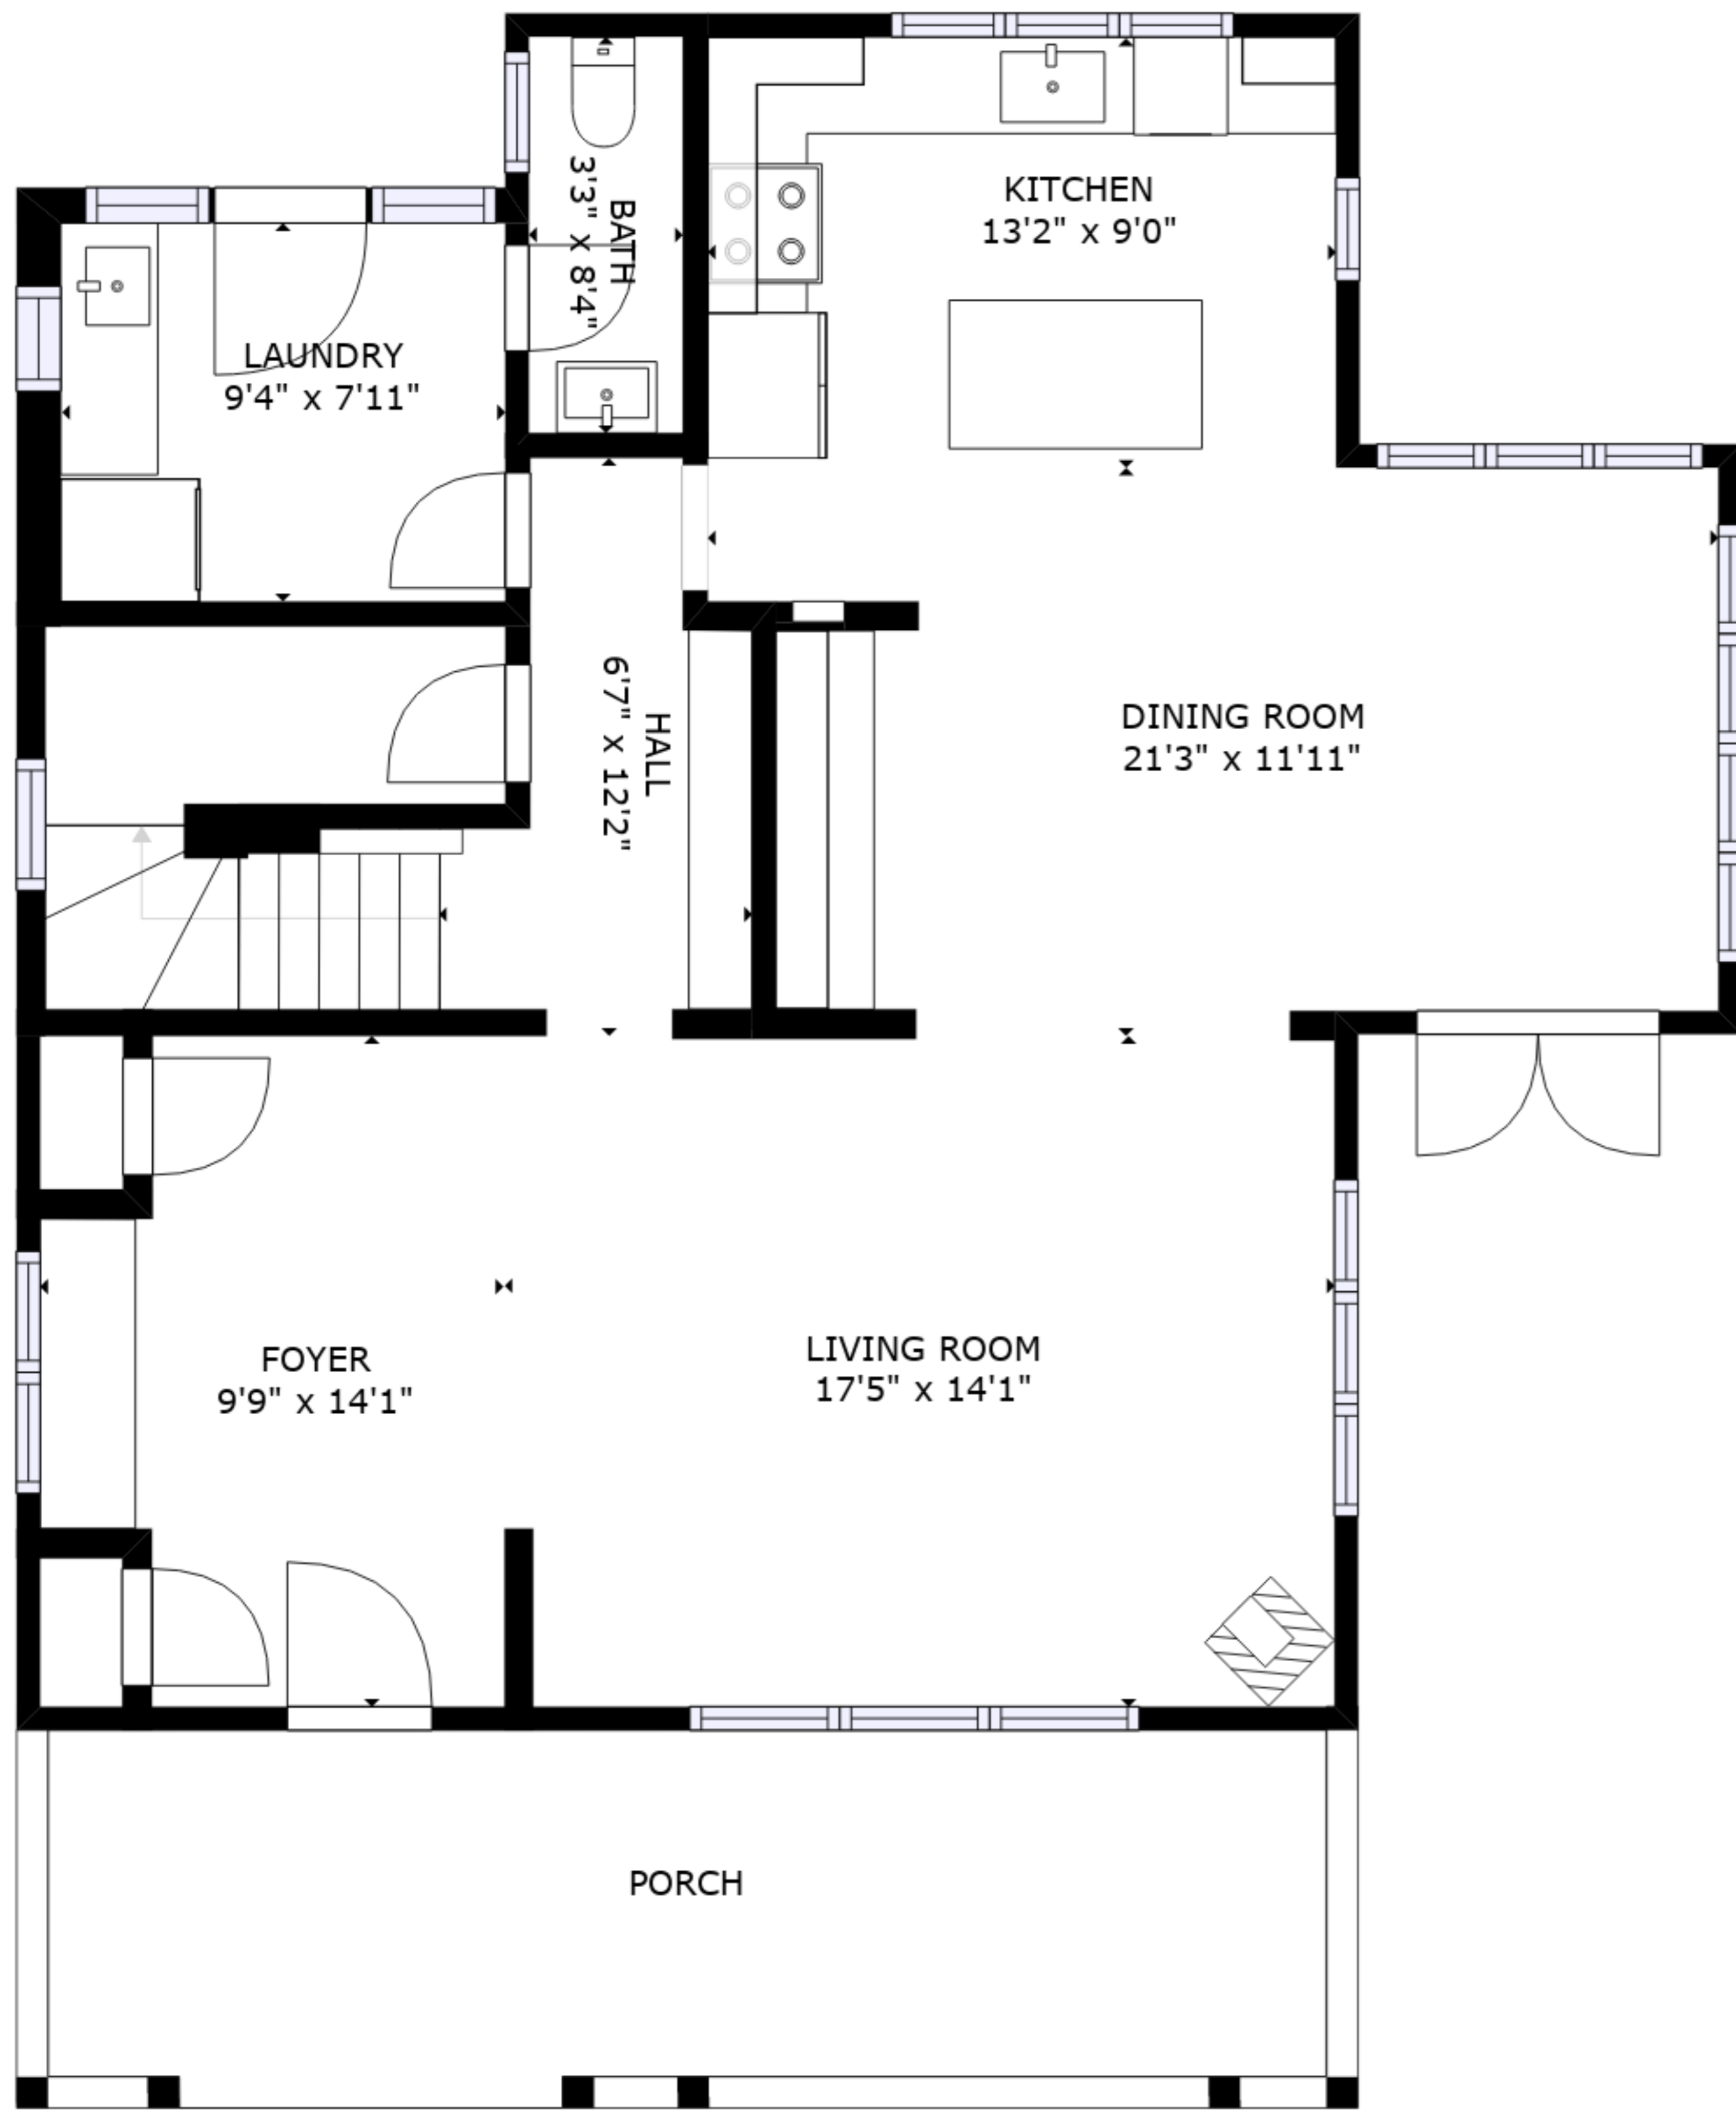 KITCHEN
13'2" x 9'0"
BATH
3'3" x 8'4"
LAUNDRY
9'4" x 7'11"
HALL
6'7" x 12'2"
DINING ROOM
21'3" x 11'11"
FOYER
9'9" x 14'1"
LIVING ROOM
17'5" x 14'1"
PORCH